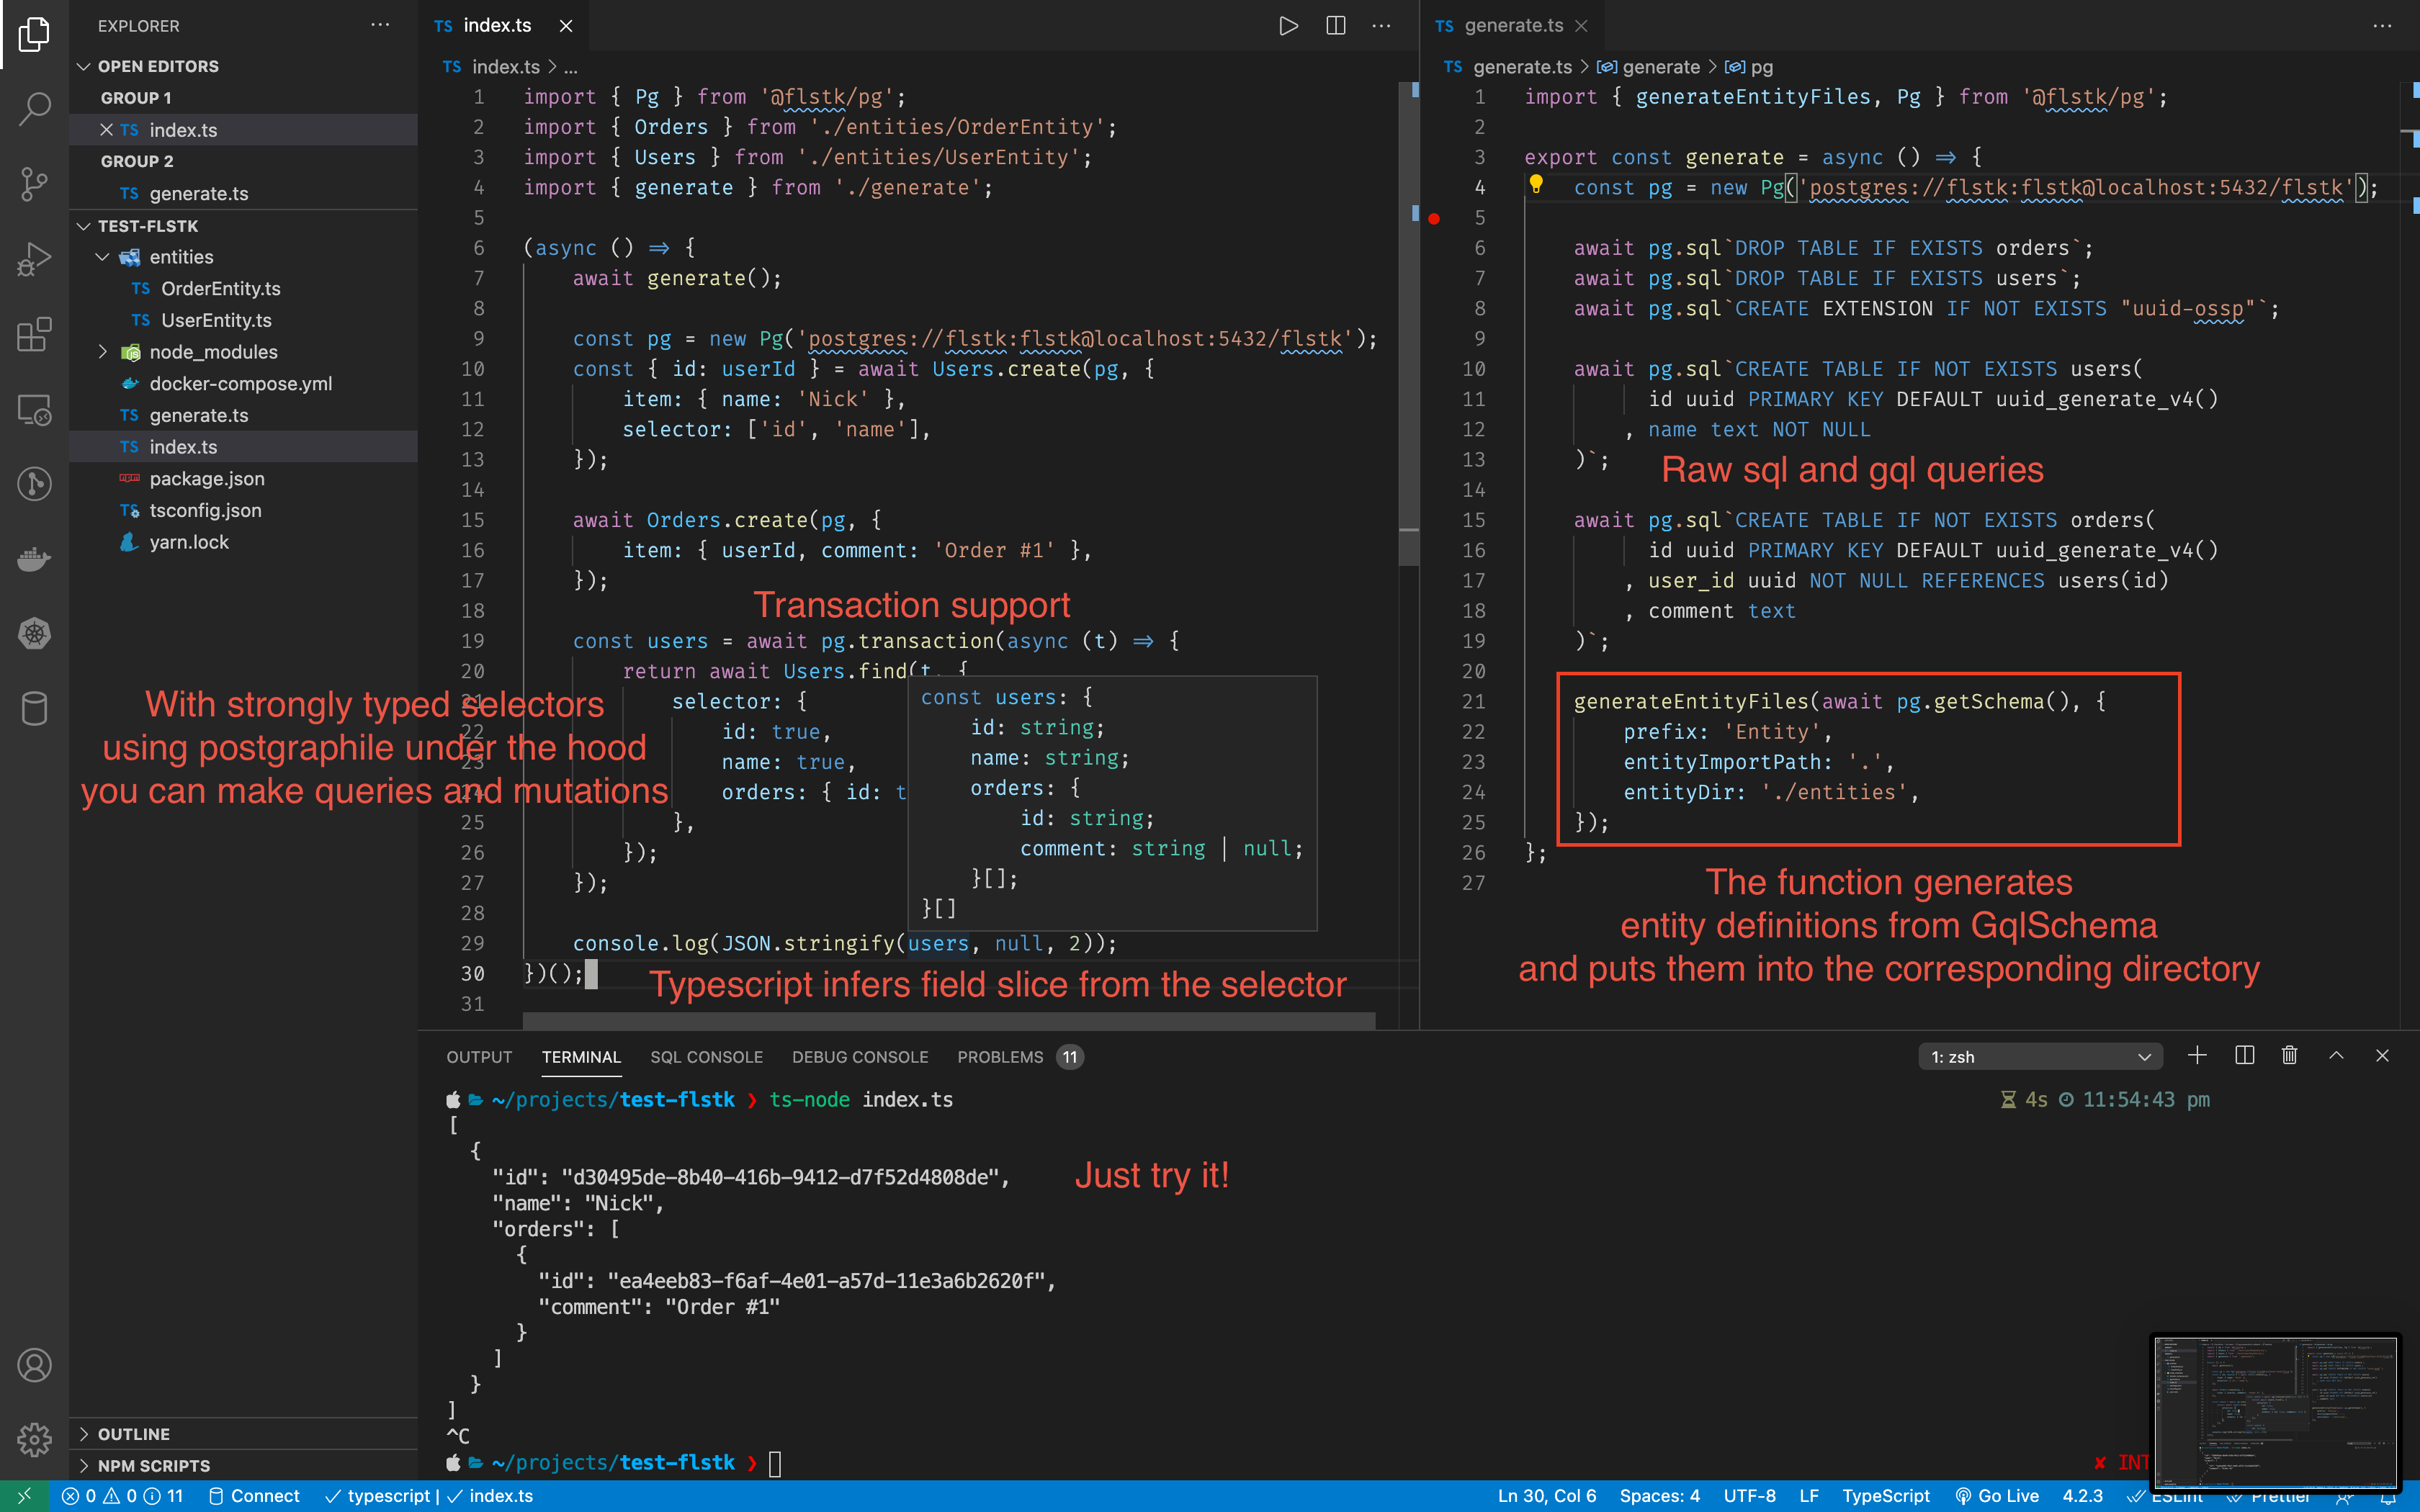 EXPLORER
OPEN EDITORS
GROUP 1
TS index.ts
GROUP 2
TS generate.ts
TEST-FLSTK
entities
TS OrderEntity.ts
TS UserEntity.ts
node_modules
docker-compose.yml
TS generate.ts
TS index.ts
package.json
TS tsconfig.json
yarn.lock
OUTLINE
NPM SCRIPTS
With strongly typed selectors
using postgraphile under the hood
you can make queries and mutations
TS index.ts
TS index.ts > ...
1 import { Pg } from '@flstk/pg';
2 import { Orders } from './entities/OrderEntity';
3 import { Users } from './entities/UserEntity';
4 import { generate } from './generate';
5
6 (async () => {
7 await generate();
8
9 const pg = new Pg('postgres://flstk:flstk@localhost:5432/flstk');
10 const { id: userId } = await Users.create(pg, {
11 item: { name: 'Nick' },
12 selector: ['id', 'name'],
13 });
14
15 await Orders.create(pg, {
16 item: { userId, comment: 'Order #1' },
17 });
Transaction support
18
19 const users = await pg.transaction(async (t) => {
20 return await Users.find(t, {
selector: {
22 id: true,
23 name: true,
orders: { id: t
25 },
26 });
27 });
28
29 console.log(JSON.stringify(users, null, 2));
30 })();
31
const users: {
id: string;
name: string;
orders: {
id: string;
comment: string | null;
}[];
}[]
Typescript infers field slice from the selector
TS generate.ts
TS generate.ts > generate > pg
1 import { generateEntityFiles, Pg } from '@flstk/pg';
2
3 export const generate = async () => {
4 const pg = new Pg('postgres://flstk:flstk@localhost:5432/flstk');
5
6 await pg.sql`DROP TABLE IF EXISTS orders`;
7 await pg.sql`DROP TABLE IF EXISTS users`;
8 await pg.sql`CREATE EXTENSION IF NOT EXISTS "uuid-ossp"`;
9
10 await pg.sql`CREATE TABLE IF NOT EXISTS users(
11 id uuid PRIMARY KEY DEFAULT uuid_generate_v4()
12 , name text NOT NULL
13 )`;
Raw sql and gql queries
14
15 await pg.sql`CREATE TABLE IF NOT EXISTS orders(
16 id uuid PRIMARY KEY DEFAULT uuid_generate_v4()
17 , user_id uuid NOT NULL REFERENCES users(id)
18 , comment text
19 )`;
20
21 generateEntityFiles(await pg.getSchema(), {
22 prefix: 'Entity',
23 entityImportPath: '.',
24 entityDir: './entities',
25 });
26 };
27
The function generates
entity definitions from GqlSchema
and puts them into the corresponding directory
OUTPUT TERMINAL SQL CONSOLE DEBUG CONSOLE PROBLEMS 11
1: zsh
~/projects/test-flstk ❯ ts-node index.ts
4s 11:54:43 pm
[
{
"id": "d30495de-8b40-416b-9412-d7f52d4808de",
"name": "Nick",
"orders": [
{
"id": "ea4eeb83-f6af-4e01-a57d-11e3a6b2620f",
"comment": "Order #1"
}
]
}
]
^C
Just try it!
~/projects/test-flstk ❯
✘ INT
0 0 11 Connect typescript | index.ts
Ln 30, Col 6 Spaces: 4 UTF-8 LF TypeScript Go Live 4.2.3 ESLint Prettier